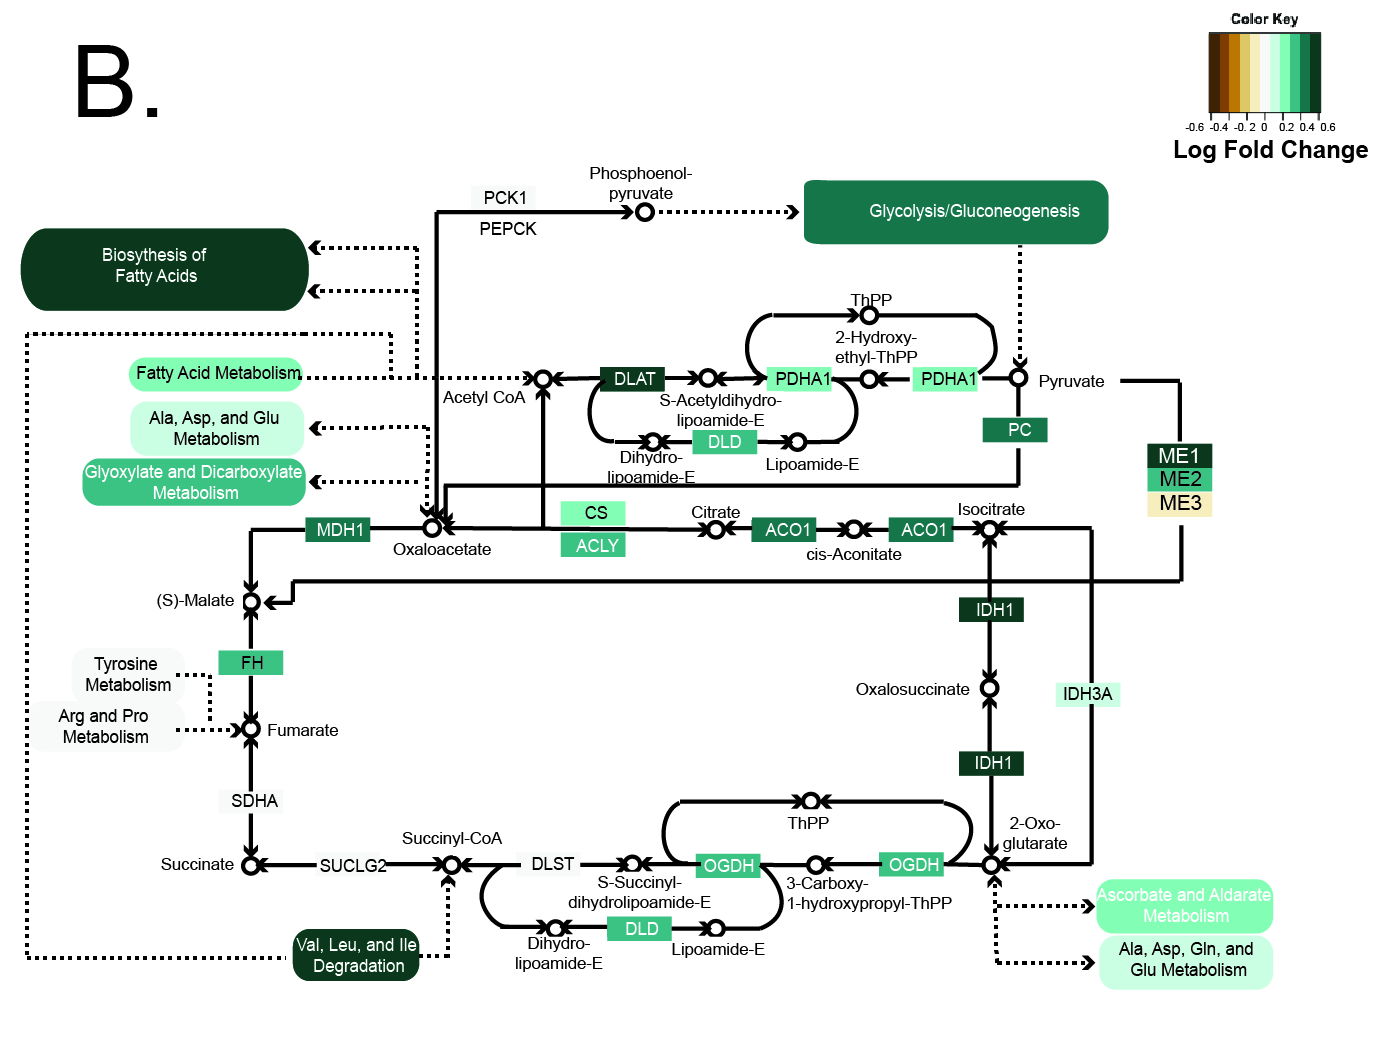 B.
Color Key
-0.6 -0.4 -0. 2 0 0.2 0.4 0.6
Log Fold Change
Phosphoenol-
pyruvate
PCK1
PEPCK
Glycolysis/Gluconeogenesis
Biosythesis of
Fatty Acids
ThPP
2-Hydroxy-
ethyl-ThPP
Fatty Acid Metabolism
Acetyl CoA
DLAT
PDHA1
PDHA1
Pyruvate
S-Acetyldihydro-
lipoamide-E
Ala, Asp, and Glu
Metabolism
DLD
PC
Dihydro-
lipoamide-E
Lipoamide-E
ME1
ME2
ME3
Glyoxylate and Dicarboxylate
Metabolism
MDH1
Oxaloacetate
CS
ACLY
Citrate
ACO1
cis-Aconitate
ACO1
Isocitrate
(S)-Malate
IDH1
FH
Tyrosine
Metabolism
Oxalosuccinate
IDH3A
Arg and Pro
Metabolism
Fumarate
IDH1
SDHA
ThPP
2-Oxo-
glutarate
Succinate
SUCLG2
Succinyl-CoA
DLST
OGDH
OGDH
S-Succinyl-
dihydrolipoamide-E
3-Carboxy-
1-hydroxypropyl-ThPP
Ascorbate and Aldarate
Metabolism
DLD
Dihydro-
lipoamide-E
Lipoamide-E
Val, Leu, and Ile
Degradation
Ala, Asp, Gln, and
Glu Metabolism